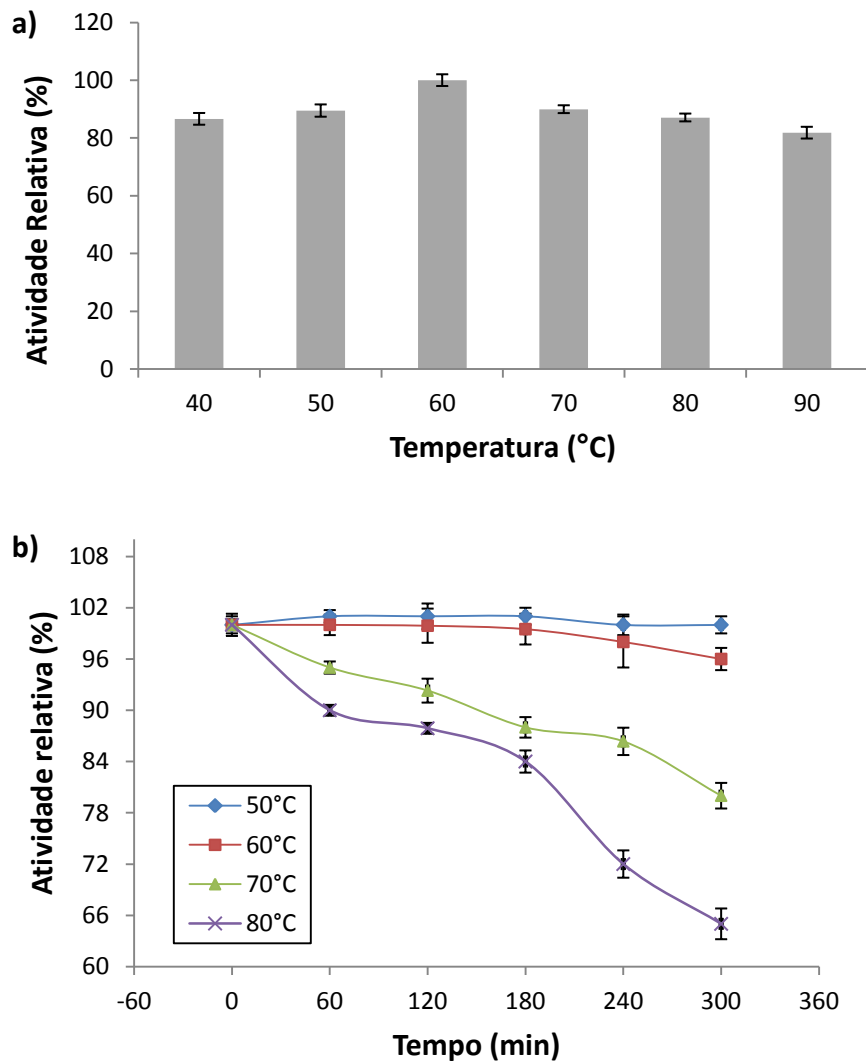 a)
Atividade Relativa (%)
120
100
80
60
40
20
0
40 50 60 70 80 90
Temperatura (°C)
b)
Atividade relativa (%)
108
102
96
90
84
78
72
66
60
50°C
60°C
70°C
80°C
-60 0 60 120 180 240 300 360
Tempo (min)